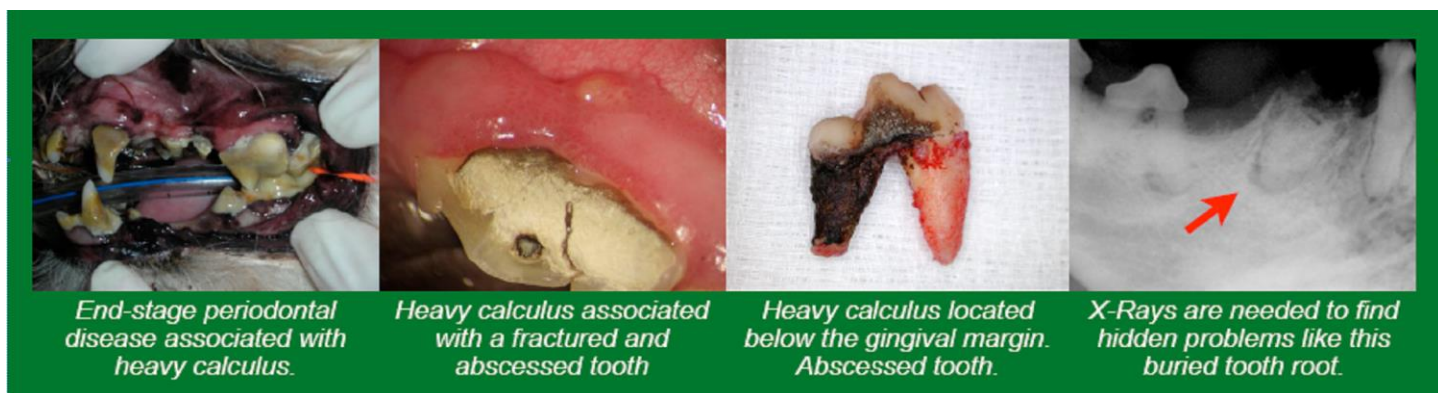 End-stage periodontal
disease associated with
heavy calculus.
Heavy calculus associated
with a fractured and
abscessed tooth
Heavy calculus located
below the gingival margin.
Abscessed tooth.
X-Rays are needed to find
hidden problems like this
buried tooth root.